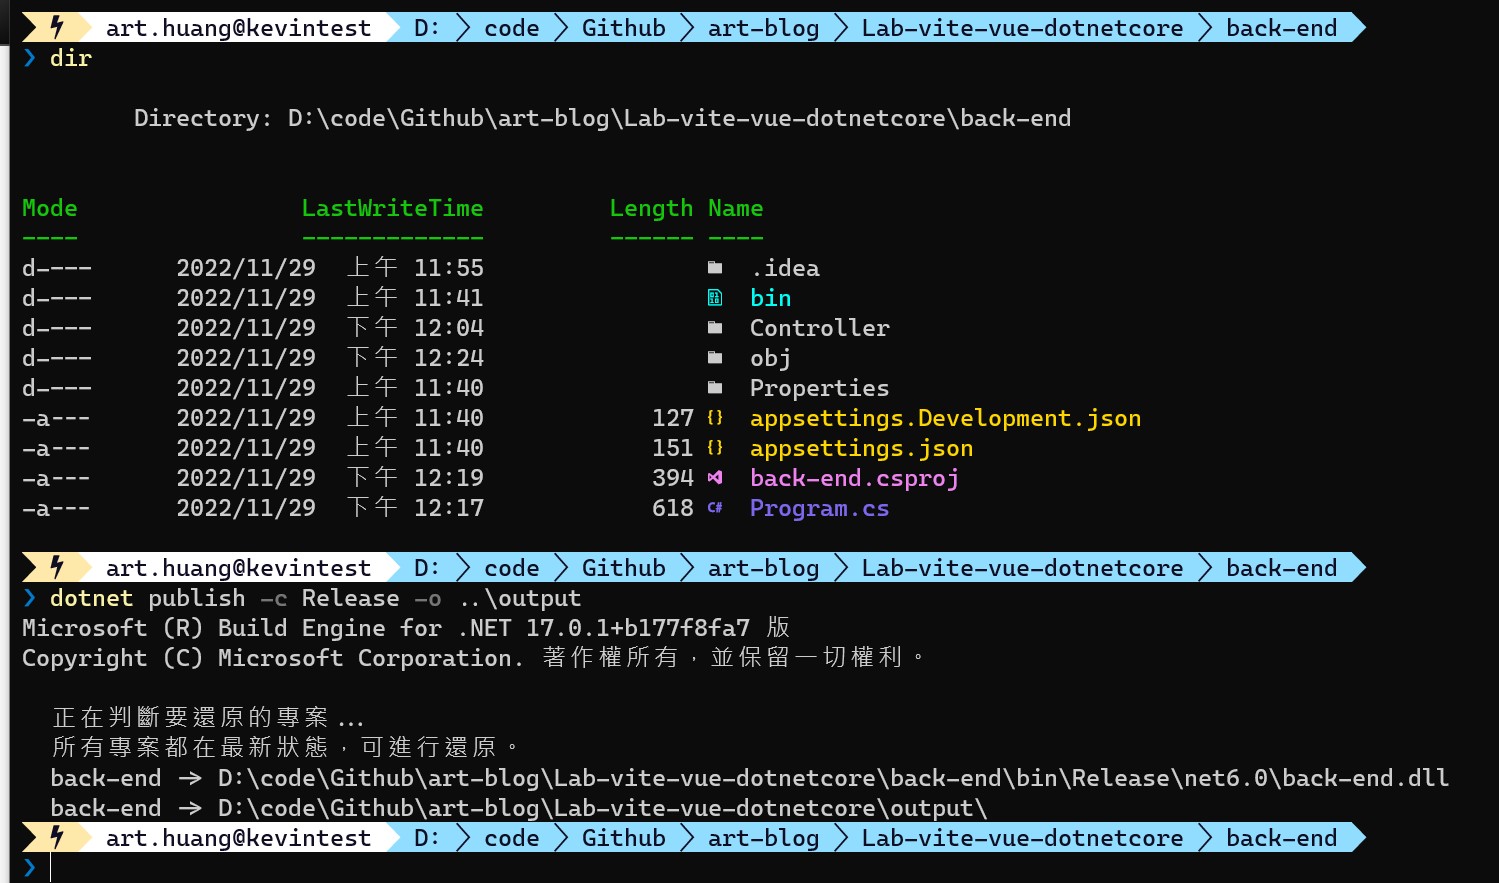 art.huang@kevintest D: code Github art-blog Lab-vite-vue-dotnetcore back-end
❯ dir
Directory: D:\code\Github\art-blog\Lab-vite-vue-dotnetcore\back-end
Mode LastWriteTime Length Name
---- ------------- ------ ----
d---- 2022/11/29 上午 11:55 .idea
d---- 2022/11/29 上午 11:41 bin
d---- 2022/11/29 下午 12:04 Controller
d---- 2022/11/29 下午 12:24 obj
d---- 2022/11/29 上午 11:40 Properties
-a--- 2022/11/29 上午 11:40 127 {} appsettings.Development.json
-a--- 2022/11/29 上午 11:40 151 {} appsettings.json
-a--- 2022/11/29 下午 12:19 394 back-end.csproj
-a--- 2022/11/29 下午 12:17 618 C# Program.cs
art.huang@kevintest D: code Github art-blog Lab-vite-vue-dotnetcore back-end
❯ dotnet publish -c Release -o ..\output
Microsoft (R) Build Engine for .NET 17.0.1+b177f8fa7 版
Copyright (C) Microsoft Corporation. 著作權所有，並保留一切權利。
正在判斷要還原的專案...
所有專案都在最新狀態，可進行還原。
back-end -> D:\code\Github\art-blog\Lab-vite-vue-dotnetcore\back-end\bin\Release\net6.0\back-end.dll
back-end -> D:\code\Github\art-blog\Lab-vite-vue-dotnetcore\output\
art.huang@kevintest D: code Github art-blog Lab-vite-vue-dotnetcore back-end
❯